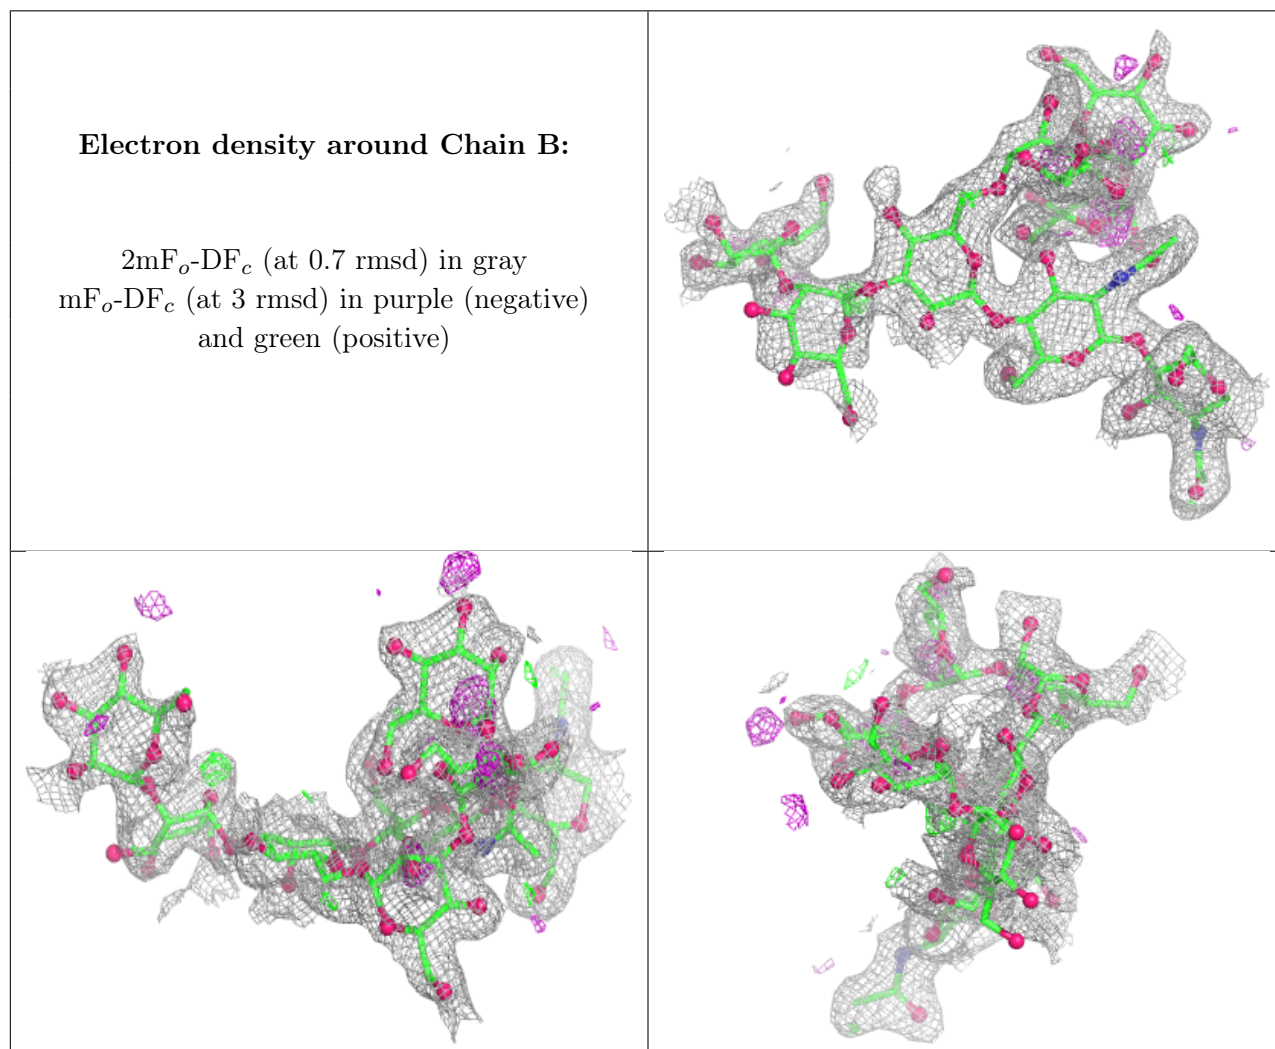 Electron density around Chain B:
2mFo-DFc (at 0.7 rmsd) in gray
mFo-DFc (at 3 rmsd) in purple (negative)
and green (positive)